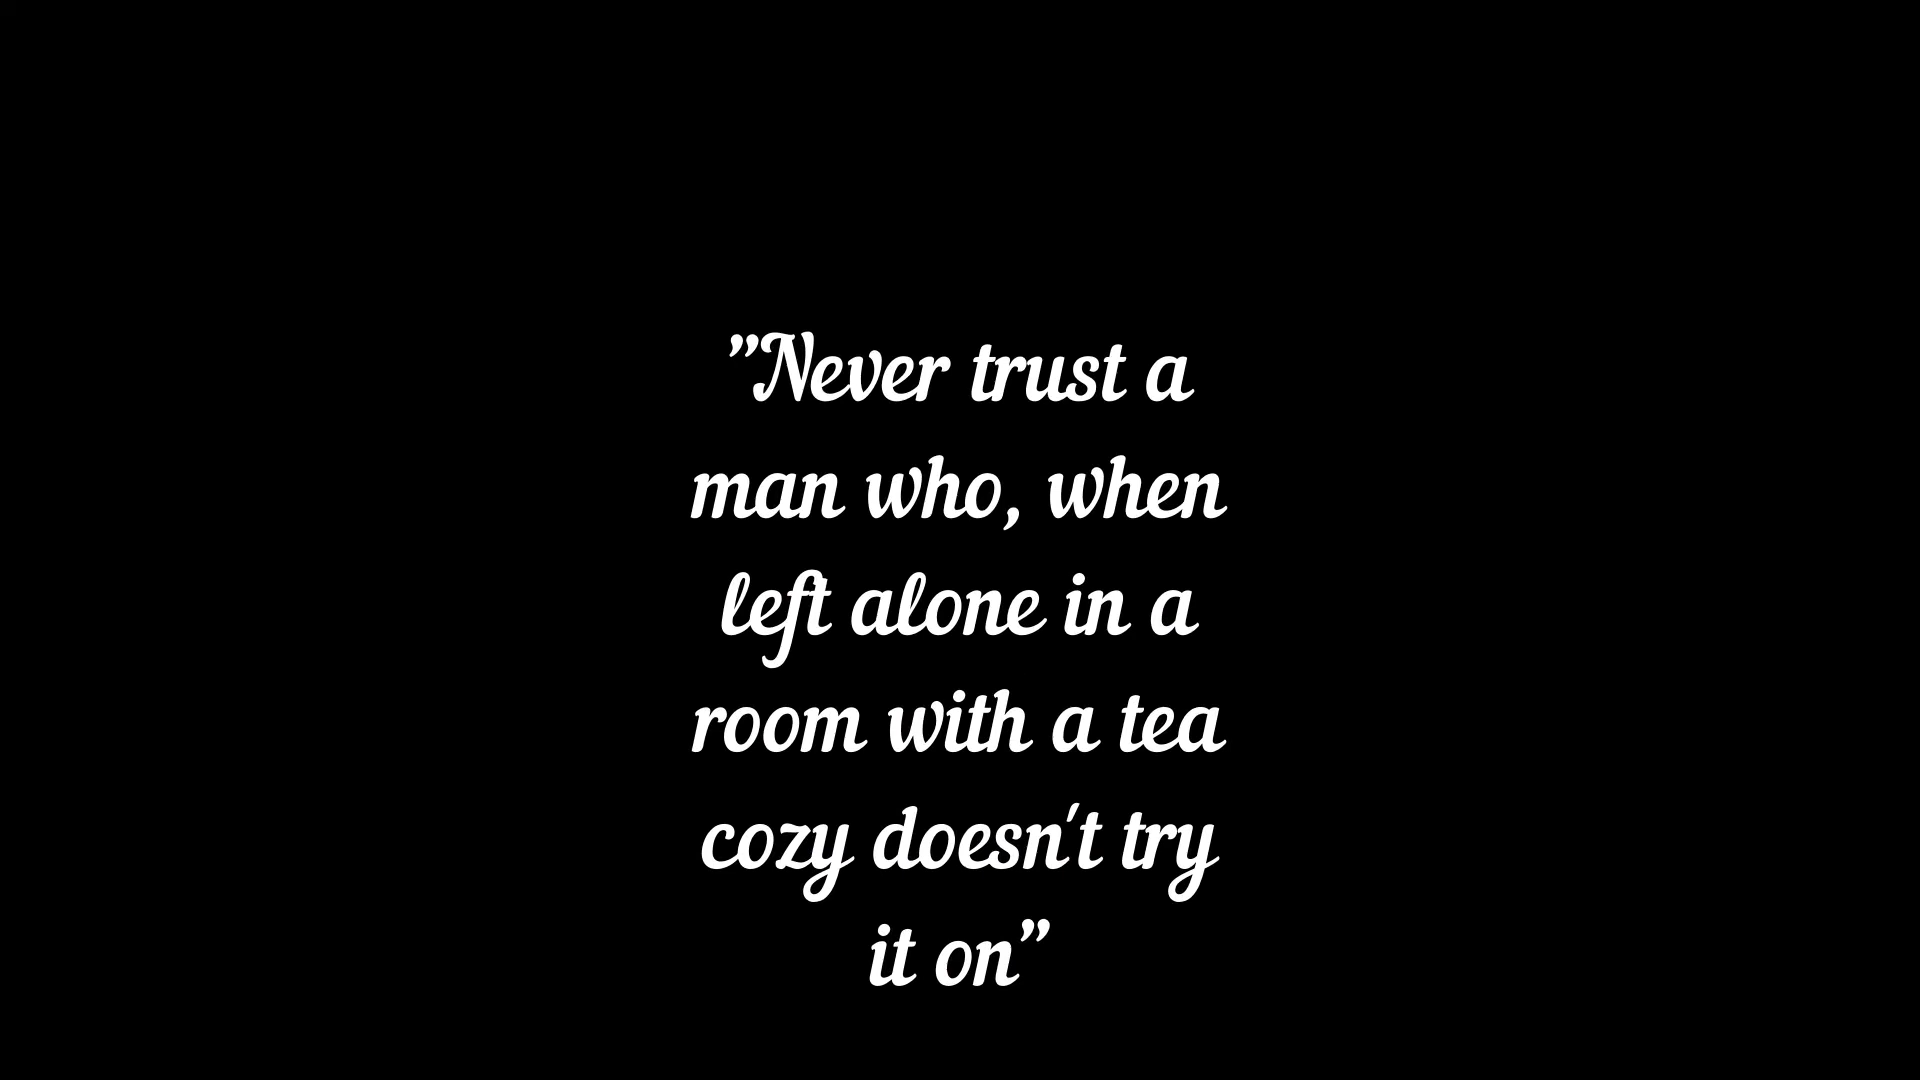 ”Never trust a
man who, when
left alone in a
room with a tea
cozy doesn't try
it on”